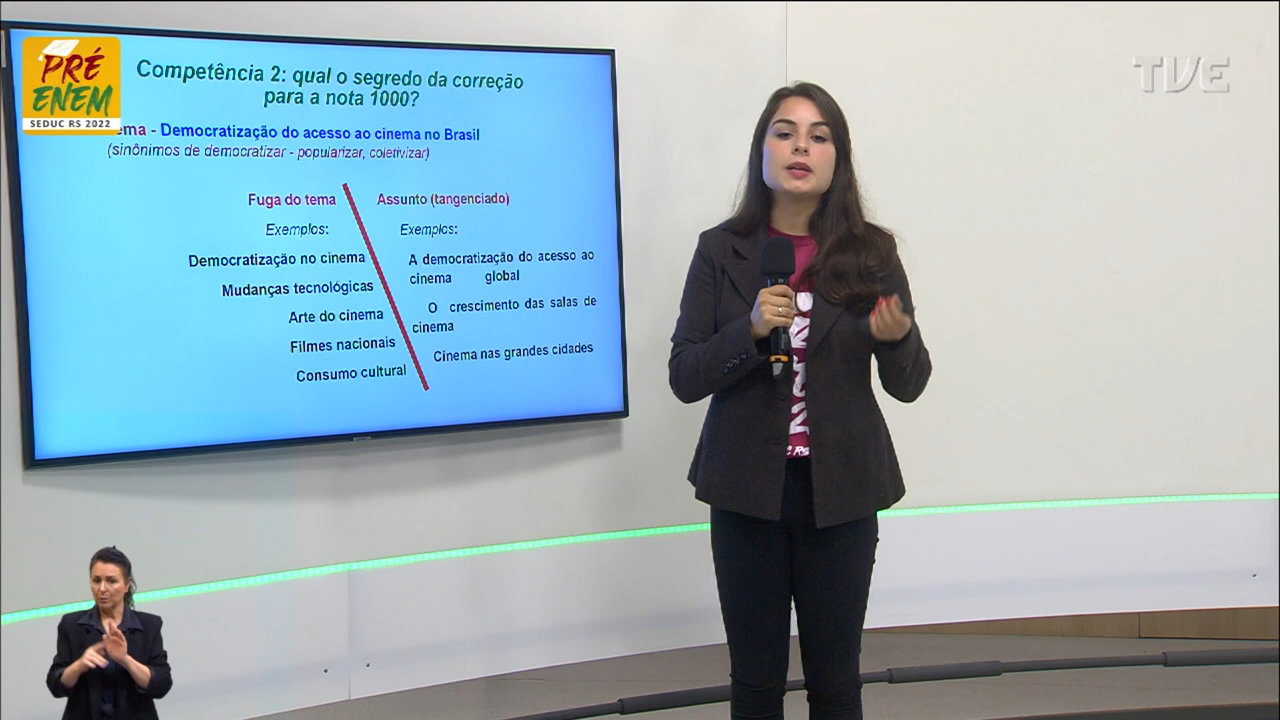 PRÉ
ENEM
SEDUC RS 2022
TVE
Competência 2: qual o segredo da correção
para a nota 1000?
ema - Democratização do acesso ao cinema no Brasil
(sinônimos de democratizar - popularizar, coletivizar)
Fuga do tema
Exemplos:
Democratização no cinema
Mudanças tecnológicas
Arte do cinema
Filmes nacionais
Consumo cultural
Assunto (tangenciado)
Exemplos:
A democratização do acesso ao
cinema global
O crescimento das salas de
cinema
Cinema nas grandes cidades